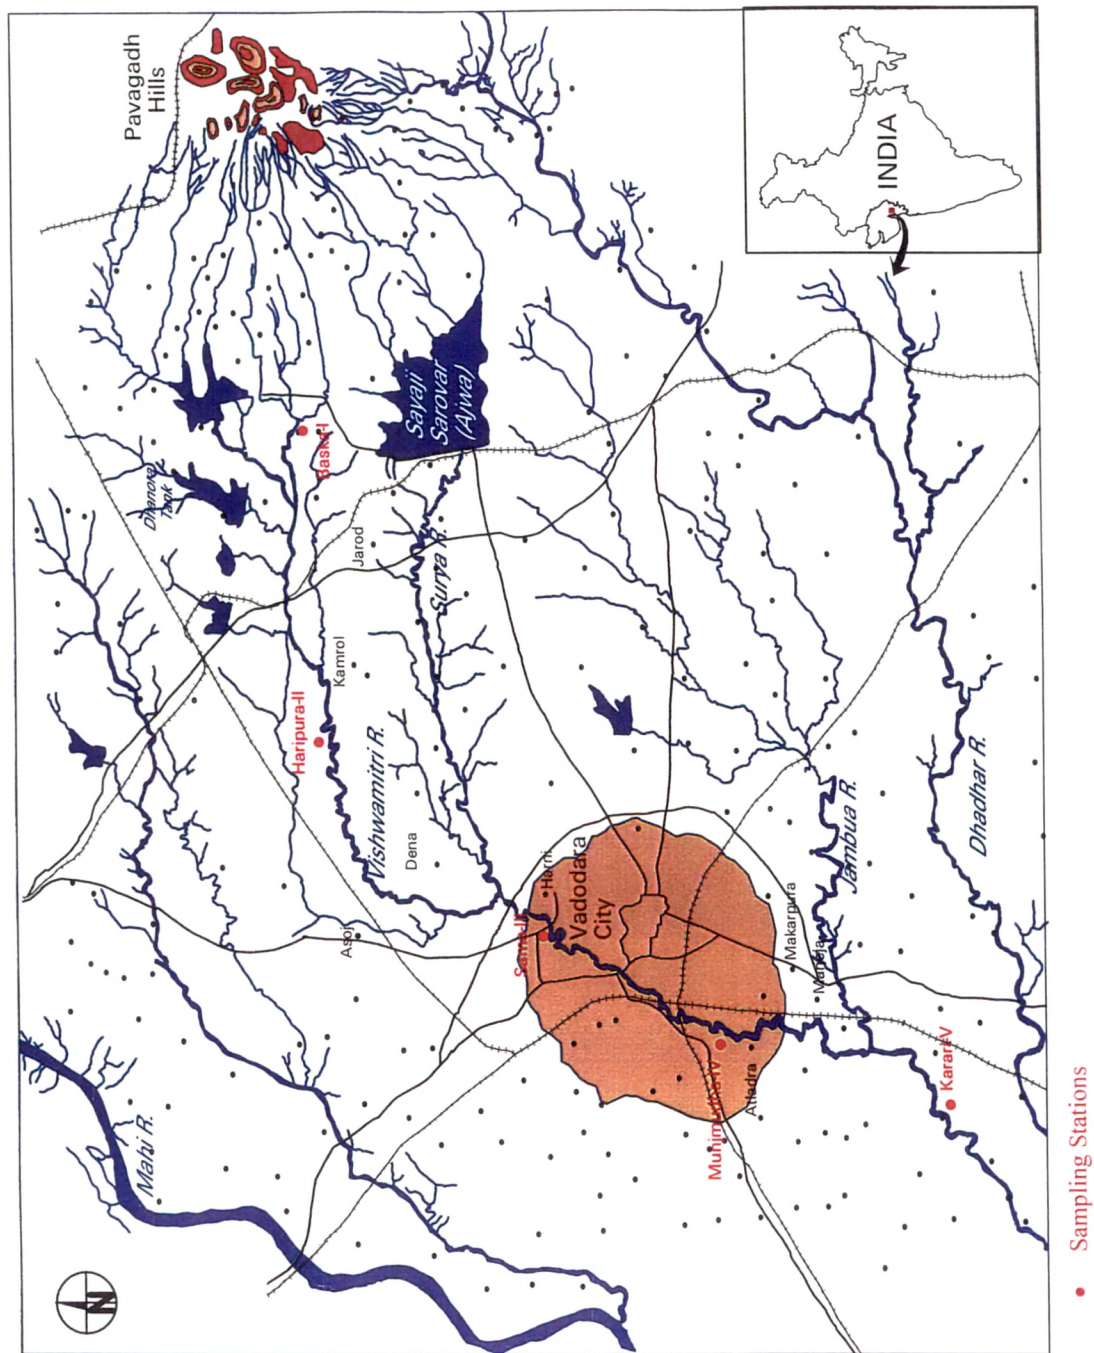 Pavagadh
Hills
INDIA
Sayaji
Sarovar
(Ajwa)
Baska-I
Dhanora
Tank
Jarod
Surya R.
Kamrol
Haripura-II
Vishwamitri R.
Dena
Asoj
Harni
Vadodara
City
Makarpura
Jambua R.
Dhadhar R.
Atladra
Mahi R.
N
• Sampling Stations